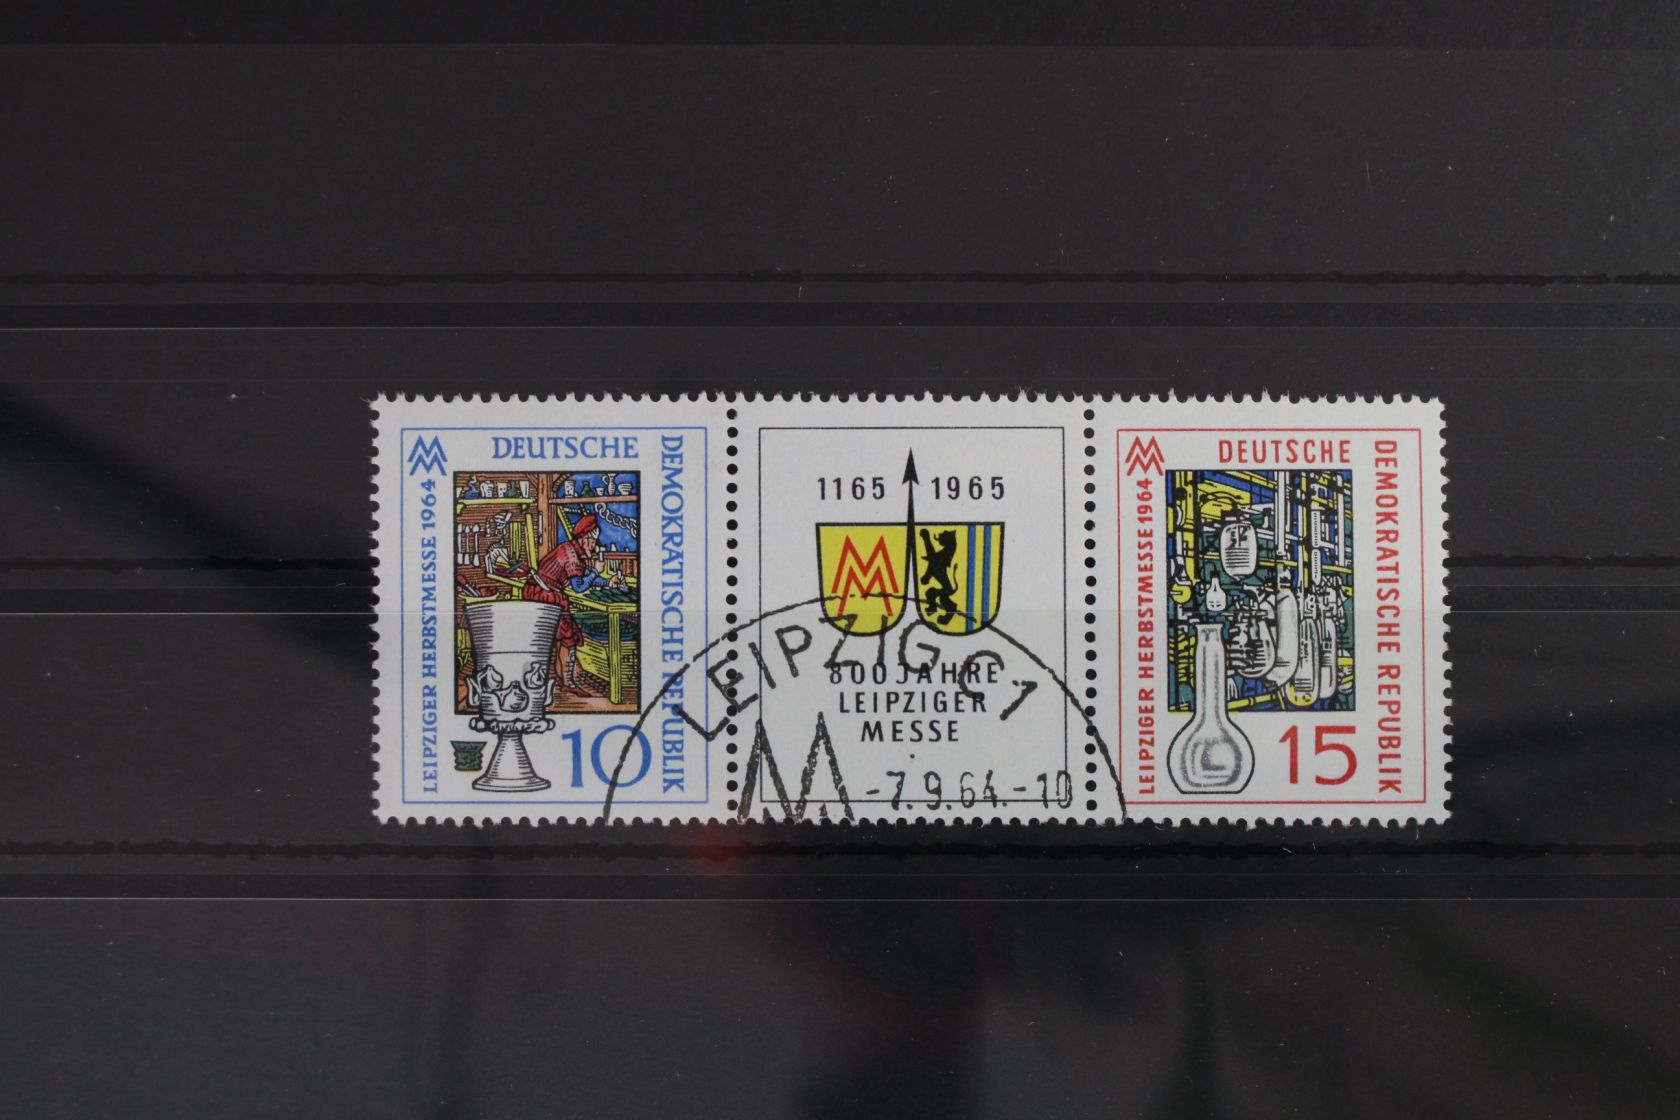 DEUTSCHE
DEMOKRATISCHE REPUBLIK
LEIPZIGER HERBSTMESSE 1964
10
1165 1965
800 JAHRE
LEIPZIGER
MESSE
LEIPZIG C 1
-7.9.64.-10
DEUTSCHE
DEMOKRATISCHE REPUBLIK
LEIPZIGER HERBSTMESSE 1964
15